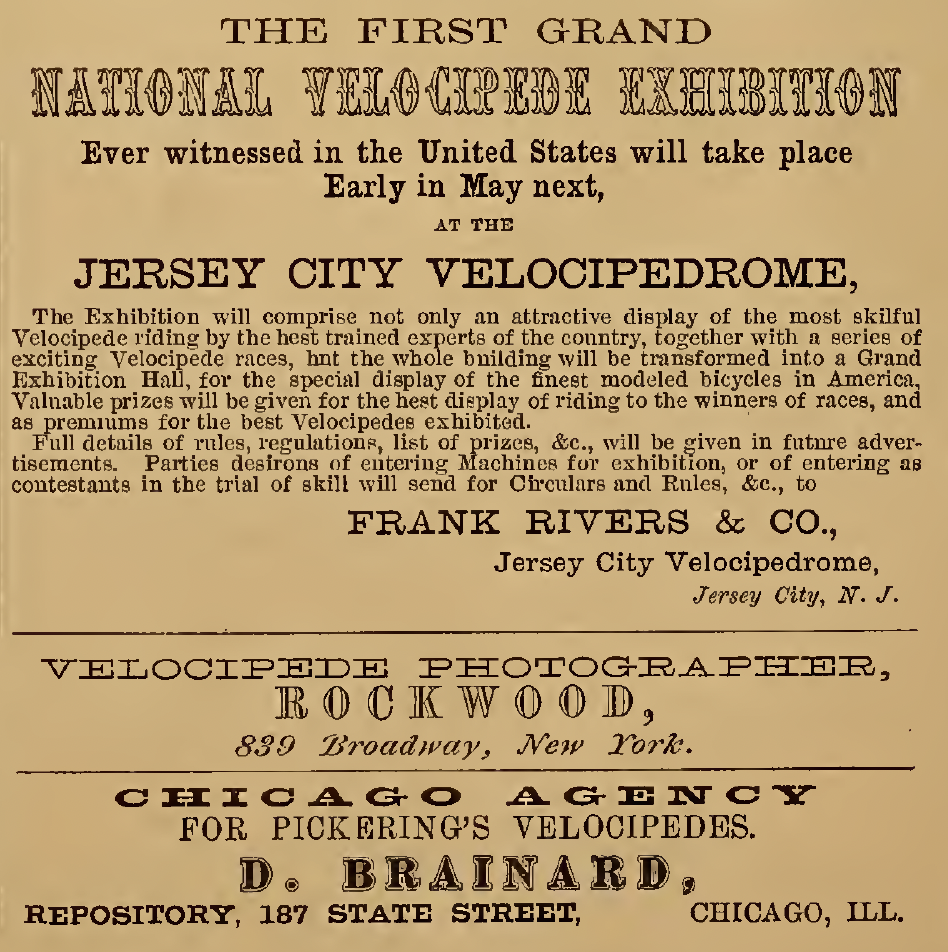 THE FIRST GRAND
NATIONAL VELOCIPEDE EXHIBITION
Ever witnessed in the United States will take place
Early in May next,
AT THE
JERSEY CITY VELOCIPEDROME,
The Exhibition will comprise not only an attractive display of the most skilful
Velocipede riding by the hest trained experts of the country, together with a series of
exciting Velocipede races, hnt the whole bnilding will be transformed into a Grand
Exhibition Hall, for the special display of the finest modeled bicycles in America,
Valuable prizes will be given for the hest display of riding to the winners of races, and
as premiums for the best Velocipedes exhibited.
Full details of rules, regulations, list of prizes, &c., will be given in future adver-
tisements. Parties desirons of entering Machines for exhibition, or of entering as
contestants in the trial of skill will send for Circulars and Rules, &c., to
FRANK RIVERS & CO.,
Jersey City Velocipedrome,
Jersey City, N. J.
VELOCIPEDE PHOTOGRAPHER,
ROCKWOOD,
839 Broadway, New York.
CHICAGO AGENCY
FOR PICKERING'S VELOCIPEDES.
D. BRAINARD,
REPOSITORY, 187 STATE STREET, CHICAGO, ILL.